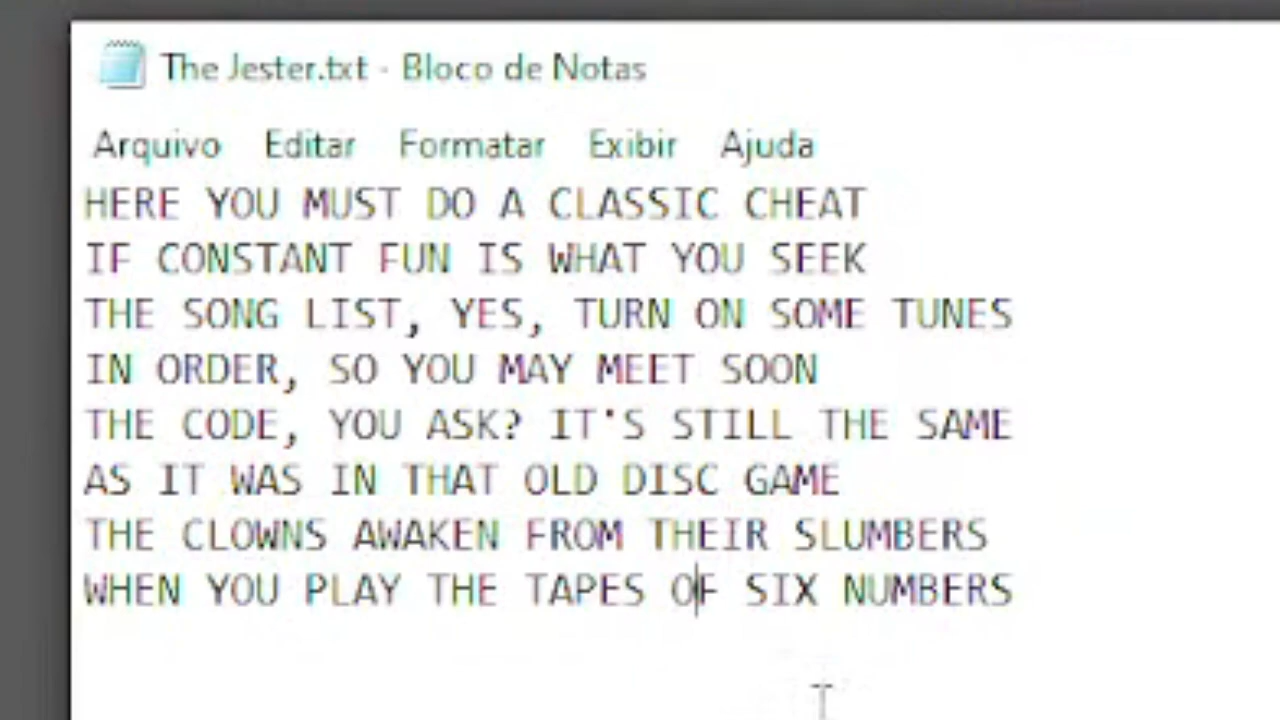 The Jester.txt - Bloco de Notas
Arquivo Editar Formatar Exibir Ajuda
HERE YOU MUST DO A CLASSIC CHEAT
IF CONSTANT FUN IS WHAT YOU SEEK
THE SONG LIST, YES, TURN ON SOME TUNES
IN ORDER, SO YOU MAY MEET SOON
THE CODE, YOU ASK? IT'S STILL THE SAME
AS IT WAS IN THAT OLD DISC GAME
THE CLOWNS AWAKEN FROM THEIR SLUMBERS
WHEN YOU PLAY THE TAPES OF SIX NUMBERS